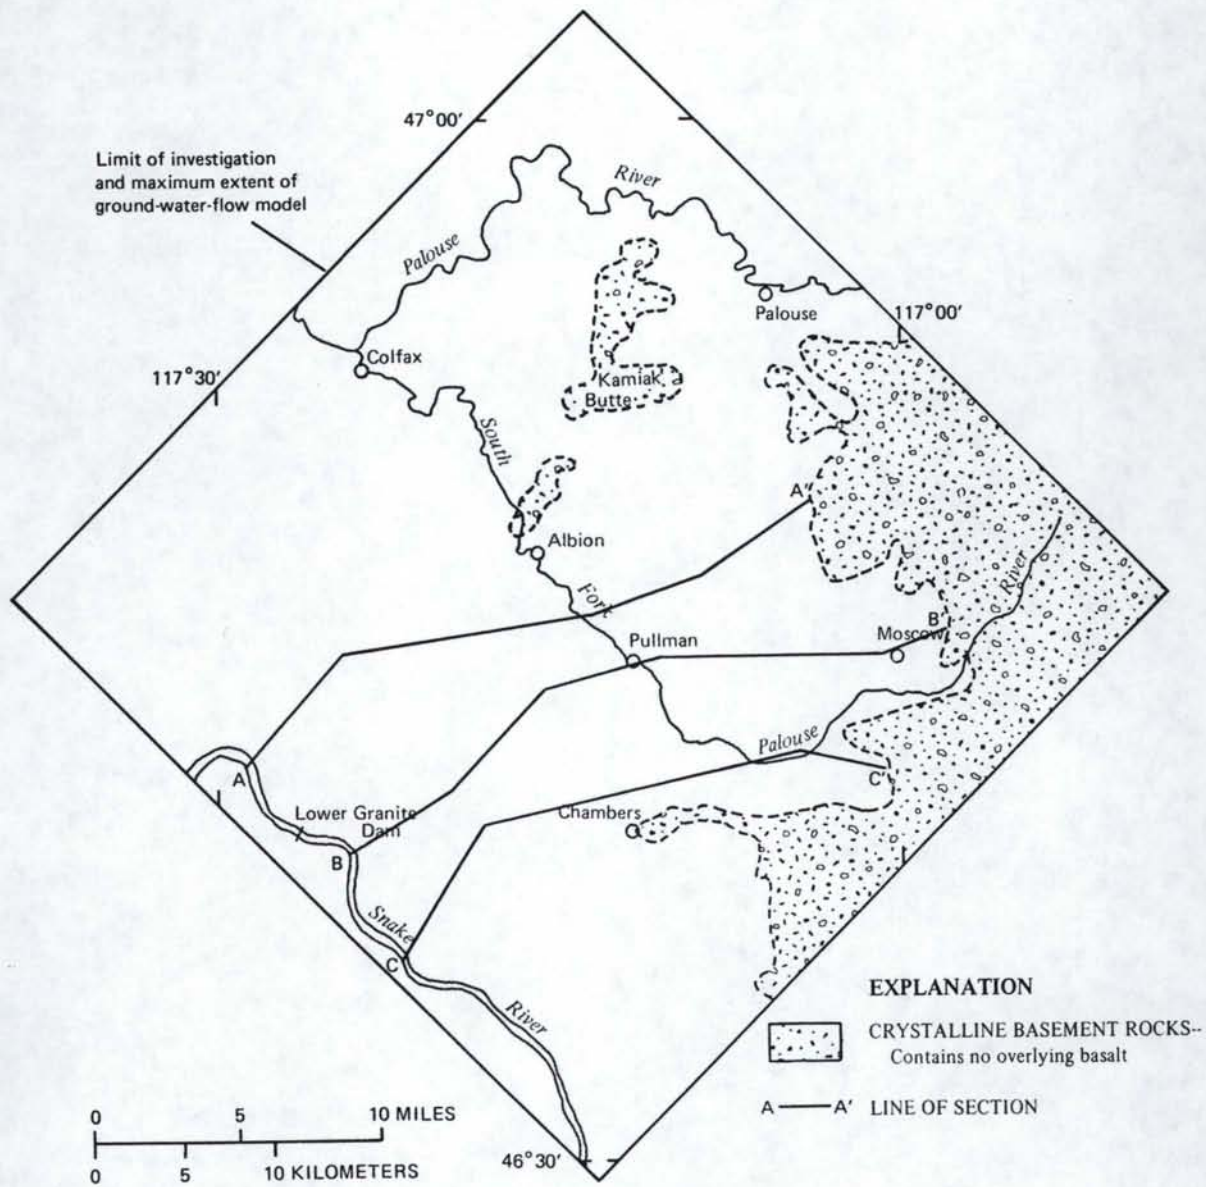 47°00′
Limit of investigation
and maximum extent of
ground-water-flow model
River
Palouse
Palouse
117°00′
Colfax
117°30′
Kamiak
Butte
South
A′
Albion
River
Fork
B′
Moscow
Pullman
Palouse
A
C′
Lower Granite
Dam
Chambers
B
Snake
C
River
EXPLANATION
CRYSTALLINE BASEMENT ROCKS--
Contains no overlying basalt
A A′ LINE OF SECTION
0 5 10 MILES
0 5 10 KILOMETERS
46°30′